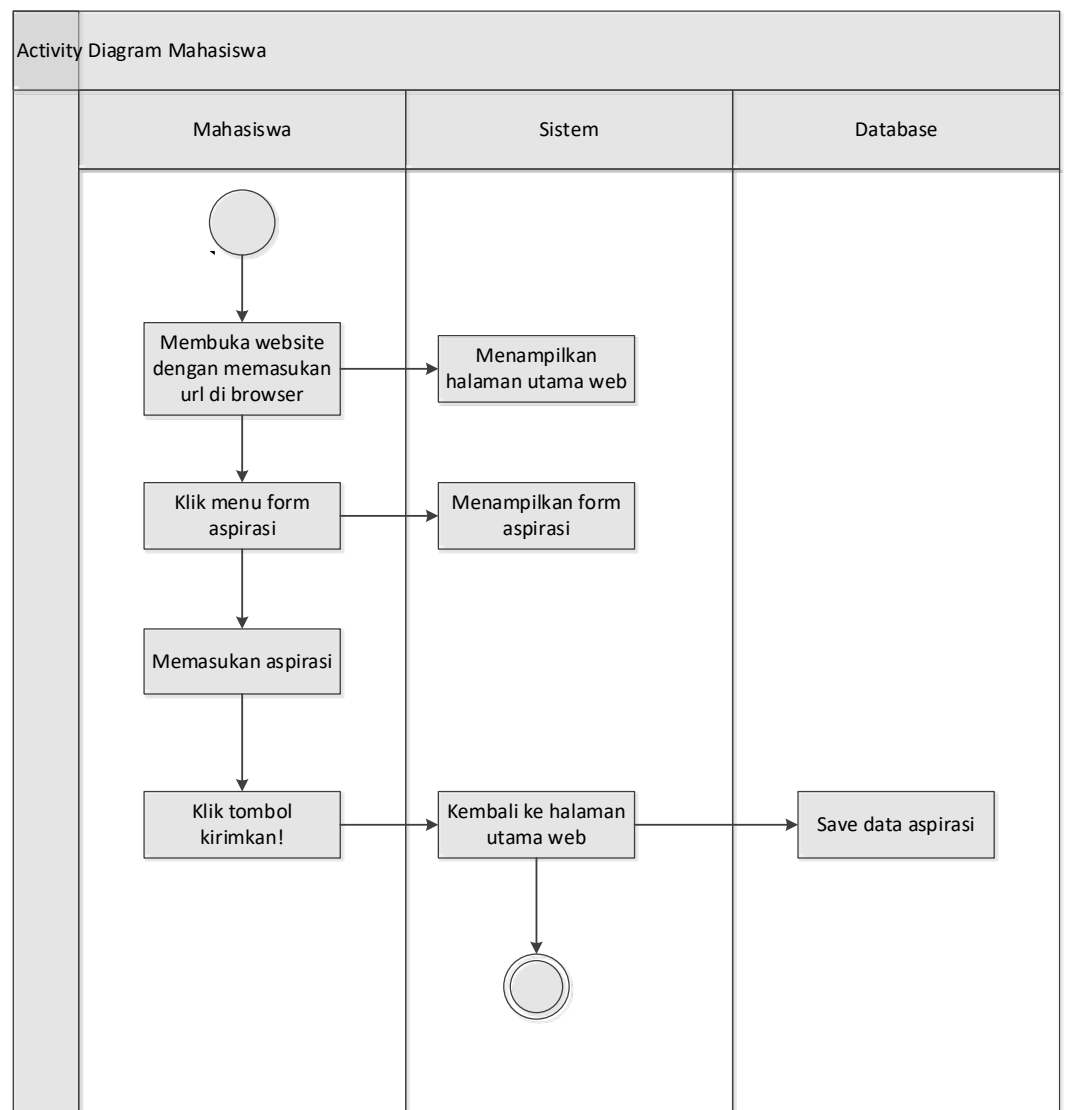 Activity Diagram Mahasiswa
Mahasiswa
Sistem
Database
Membuka website
dengan memasukan
url di browser
Menampilkan
halaman utama web
Klik menu form
aspirasi
Menampilkan form
aspirasi
Memasukan aspirasi
Klik tombol
kirimkan!
Kembali ke halaman
utama web
Save data aspirasi